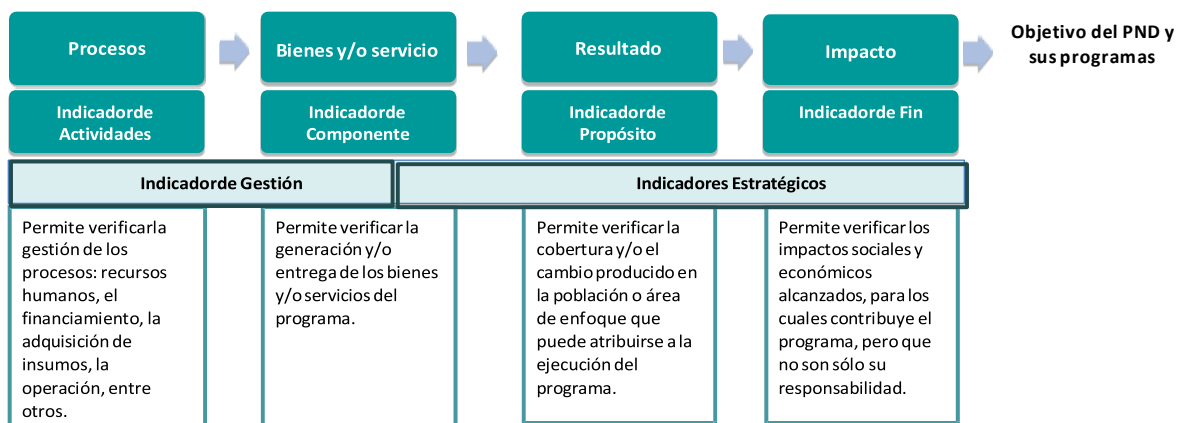 Procesos
Bienes y/o servicio
Resultado
Impacto
Objetivo del PND y
sus programas
Indicadorde
Actividades
Indicadorde
Componente
Indicadorde
Propósito
Indicadorde Fin
Indicadorde Gestión
Indicadores Estratégicos
Permite verificarla
gestión de los
procesos: recursos
humanos, el
financiamiento, la
adquisición de
insumos, la
operación, entre
otros.
Permite verificar la
generación y/o
entrega de los bienes
y/o servicios del
programa.
Permite verificar la
cobertura y/o el
cambio producido en
la población o área
de enfoque que
puede atribuirse a la
ejecución del
programa.
Permite verificar los
impactos sociales y
económicos
alcanzados, para los
cuales contribuye el
programa, pero que
no son sólo su
responsabilidad.